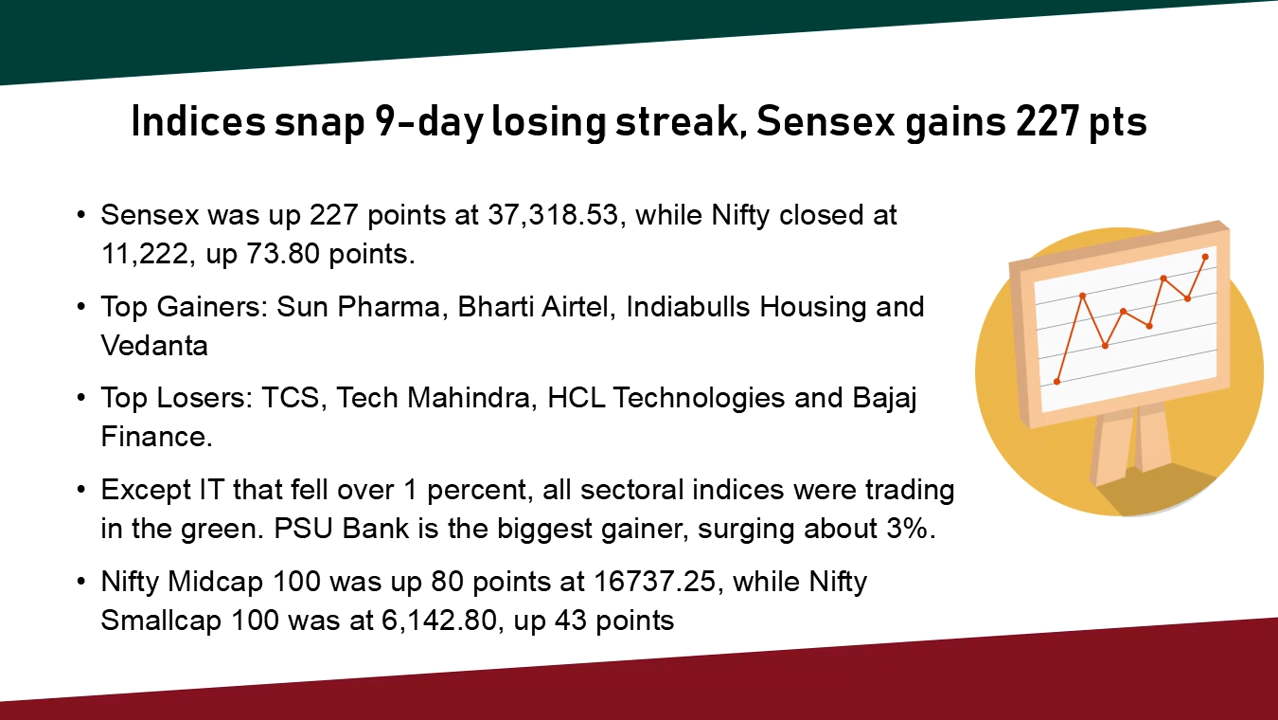 Indices snap 9-day losing streak, Sensex gains 227 pts
• Sensex was up 227 points at 37,318.53, while Nifty closed at
11,222, up 73.80 points.
• Top Gainers: Sun Pharma, Bharti Airtel, Indiabulls Housing and
Vedanta
• Top Losers: TCS, Tech Mahindra, HCL Technologies and Bajaj
Finance.
• Except IT that fell over 1 percent, all sectoral indices were trading
in the green. PSU Bank is the biggest gainer, surging about 3%.
• Nifty Midcap 100 was up 80 points at 16737.25, while Nifty
Smallcap 100 was at 6,142.80, up 43 points